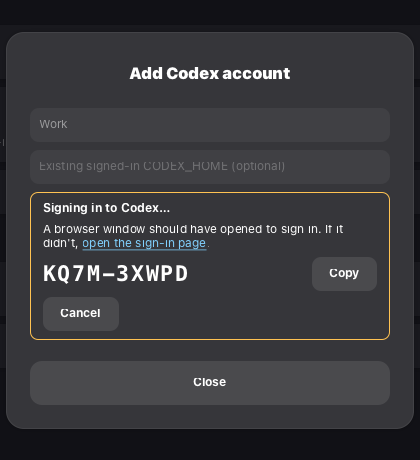 Add Codex account
Work
Existing signed-in CODEX_HOME (optional)
Signing in to Codex...
A browser window should have opened to sign in. If it
didn't, open the sign-in page.
KQ7M-3XWPD
Copy
Cancel
Close